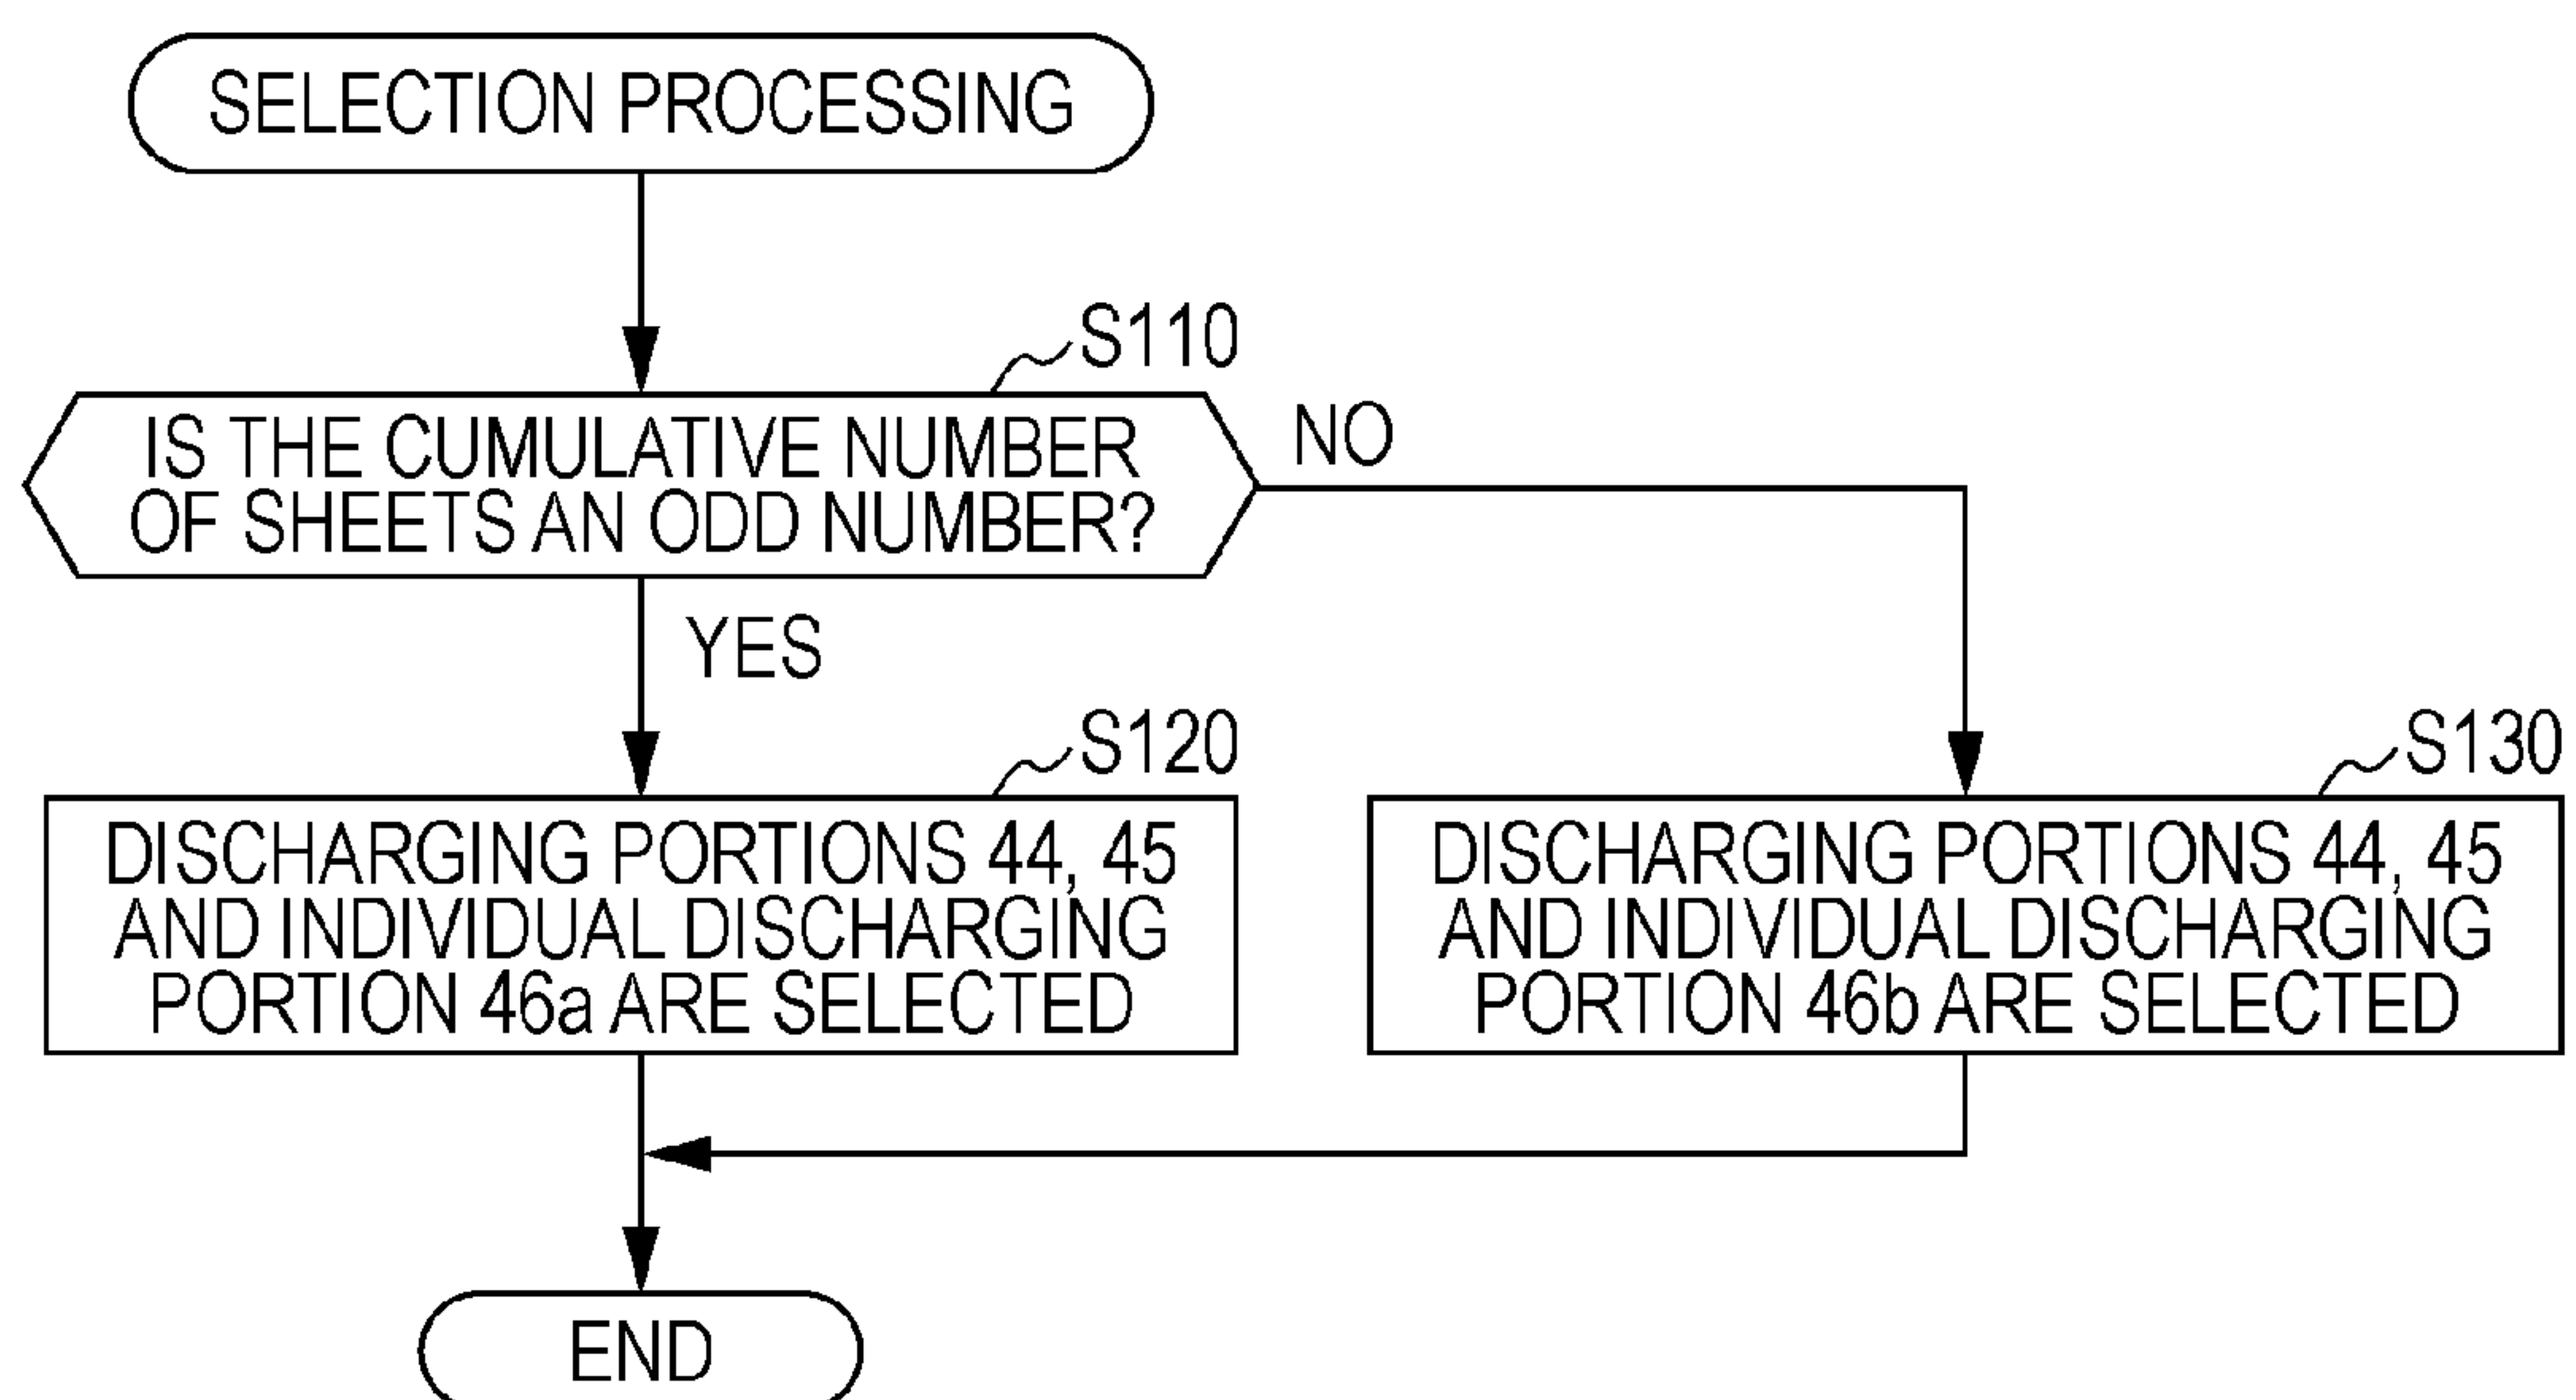 SELECTION PROCESSING
S110
IS THE CUMULATIVE NUMBER
OF SHEETS AN ODD NUMBER?
NO
YES
S120
DISCHARGING PORTIONS 44, 45
AND INDIVIDUAL DISCHARGING
PORTION 46a ARE SELECTED
S130
DISCHARGING PORTIONS 44, 45
AND INDIVIDUAL DISCHARGING
PORTION 46b ARE SELECTED
END